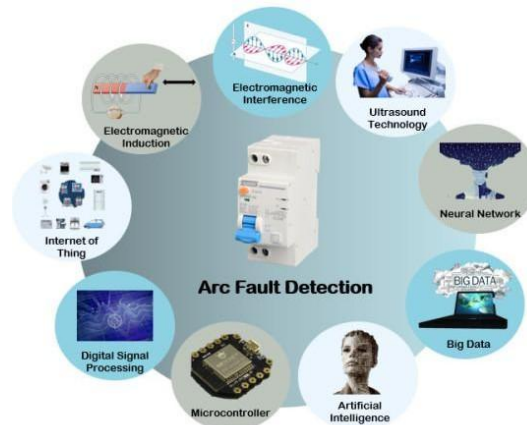 Electromagnetic
Interference
Ultrasound
Technology
Electromagnetic
Induction
Neural Network
Internet of
Thing
Arc Fault Detection
BIG DATA
Big Data
Digital Signal
Processing
Microcontroller
Artificial
Intelligence